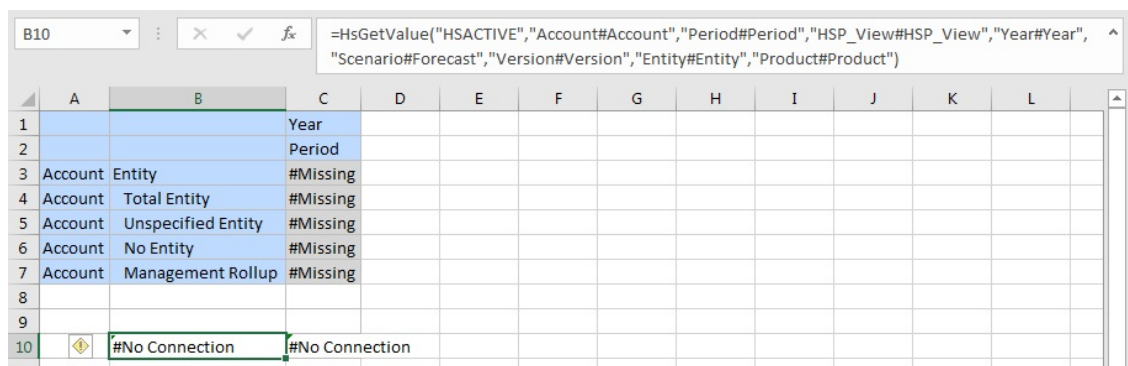 B10 fx =HsGetValue("HSACTIVE","Account#Account","Period#Period","HSP_View#HSP_View","Year#Year",
"Scenario#Forecast","Version#Version","Entity#Entity","Product#Product")
A B C D E F G H I J K L
1 Year
2 Period
3 Account Entity #Missing
4 Account Total Entity #Missing
5 Account Unspecified Entity #Missing
6 Account No Entity #Missing
7 Account Management Rollup #Missing
8
9
10 #No Connection #No Connection